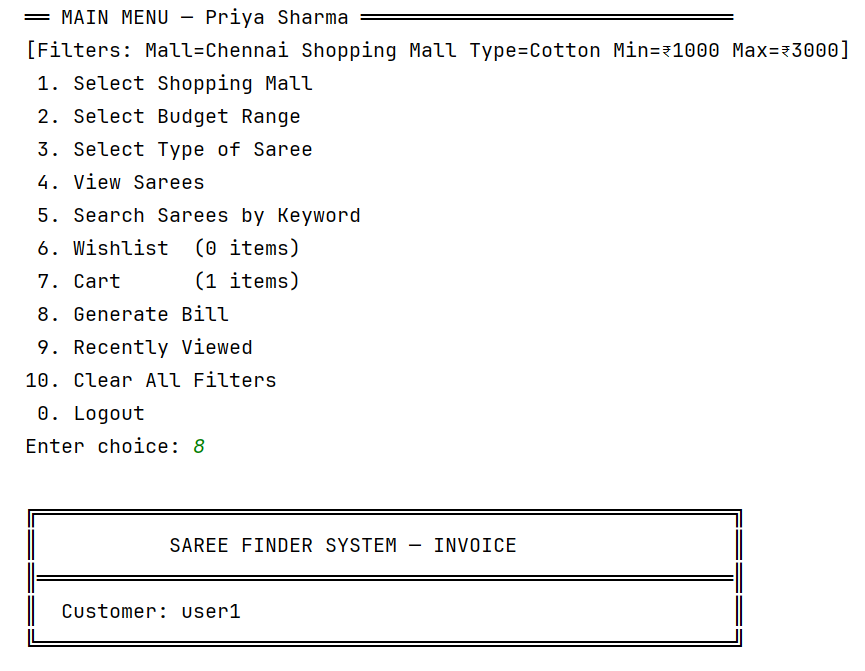 ══ MAIN MENU — Priya Sharma ═══════════════════════════════
[Filters: Mall=Chennai Shopping Mall Type=Cotton Min=₹1000 Max=₹3000]
1. Select Shopping Mall
2. Select Budget Range
3. Select Type of Saree
4. View Sarees
5. Search Sarees by Keyword
6. Wishlist  (0 items)
7. Cart      (1 items)
8. Generate Bill
9. Recently Viewed
10. Clear All Filters
0. Logout
Enter choice: 8
SAREE FINDER SYSTEM — INVOICE
Customer: user1